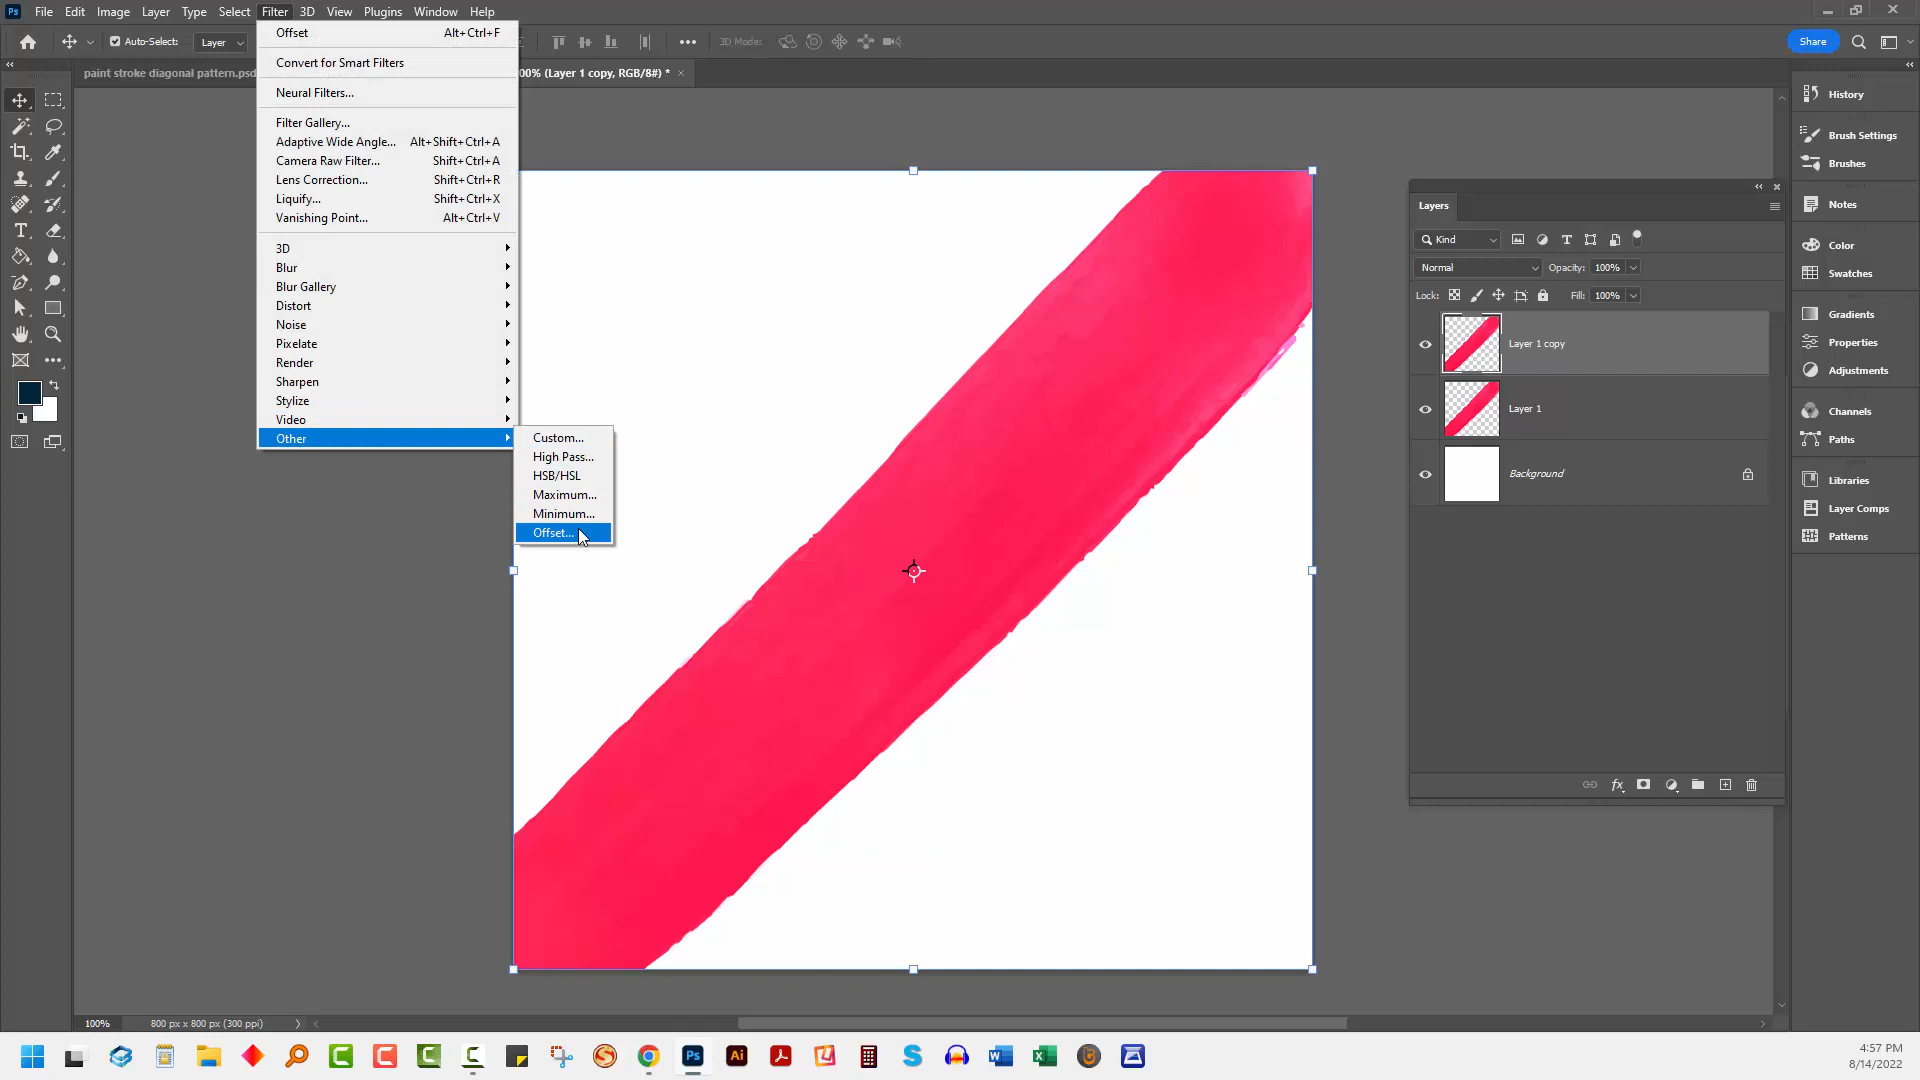 Ps File Edit Image Layer Type Select Filter 3D View Plugins Window Help
Auto-Select: Layer 3D Mode: Share
paint stroke diagonal pattern.psd
00% (Layer 1 copy, RGB/8#) *
Offset Alt+Ctrl+F
Convert for Smart Filters
Neural Filters...
Filter Gallery...
Adaptive Wide Angle... Alt+Shift+Ctrl+A
Camera Raw Filter... Shift+Ctrl+A
Lens Correction... Shift+Ctrl+R
Liquify... Shift+Ctrl+X
Vanishing Point... Alt+Ctrl+V
3D
Blur
Blur Gallery
Distort
Noise
Pixelate
Render
Sharpen
Stylize
Video
Other
Custom...
High Pass...
HSB/HSL
Maximum...
Minimum...
Offset...
Layers
Kind
Normal Opacity: 100%
Lock: Fill: 100%
Layer 1 copy
Layer 1
Background
History
Brush Settings
Brushes
Notes
Color
Swatches
Gradients
Properties
Adjustments
Channels
Paths
Libraries
Layer Comps
Patterns
100% 800 px x 800 px (300 ppi)
Ps Ai
4:57 PM
8/14/2022